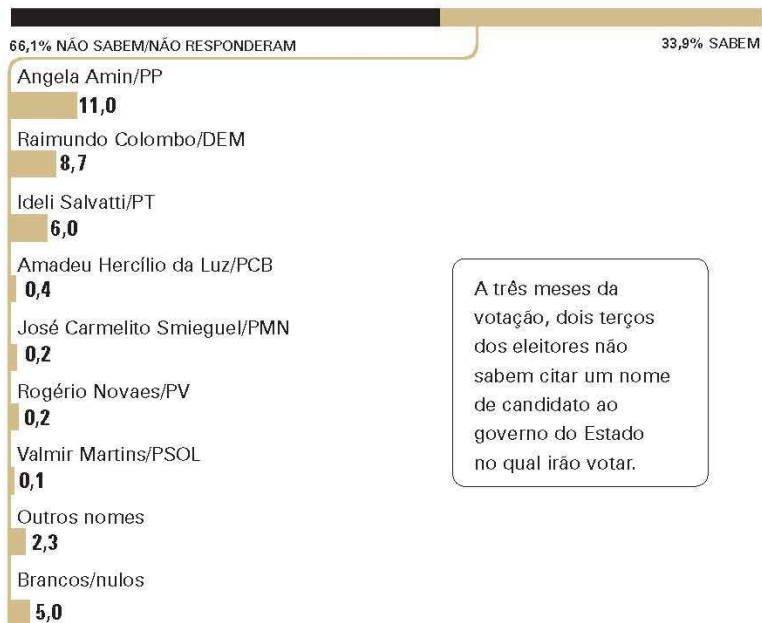 66,1% NÃO SABEM/NÃO RESPONDERAM
33,9% SABEM
Angela Amin/PP
11,0
Raimundo Colombo/DEM
8,7
Ideli Salvatti/PT
6,0
Amadeu Hercílio da Luz/PCB
0,4
José Carmelito Smieguel/PMN
0,2
Rogério Novaes/PV
0,2
Valmir Martins/PSOL
0,1
Outros nomes
2,3
Brancos/nulos
5,0
A três meses da
votação, dois terços
dos eleitores não
sabem citar um nome
de candidato ao
governo do Estado
no qual irão votar.